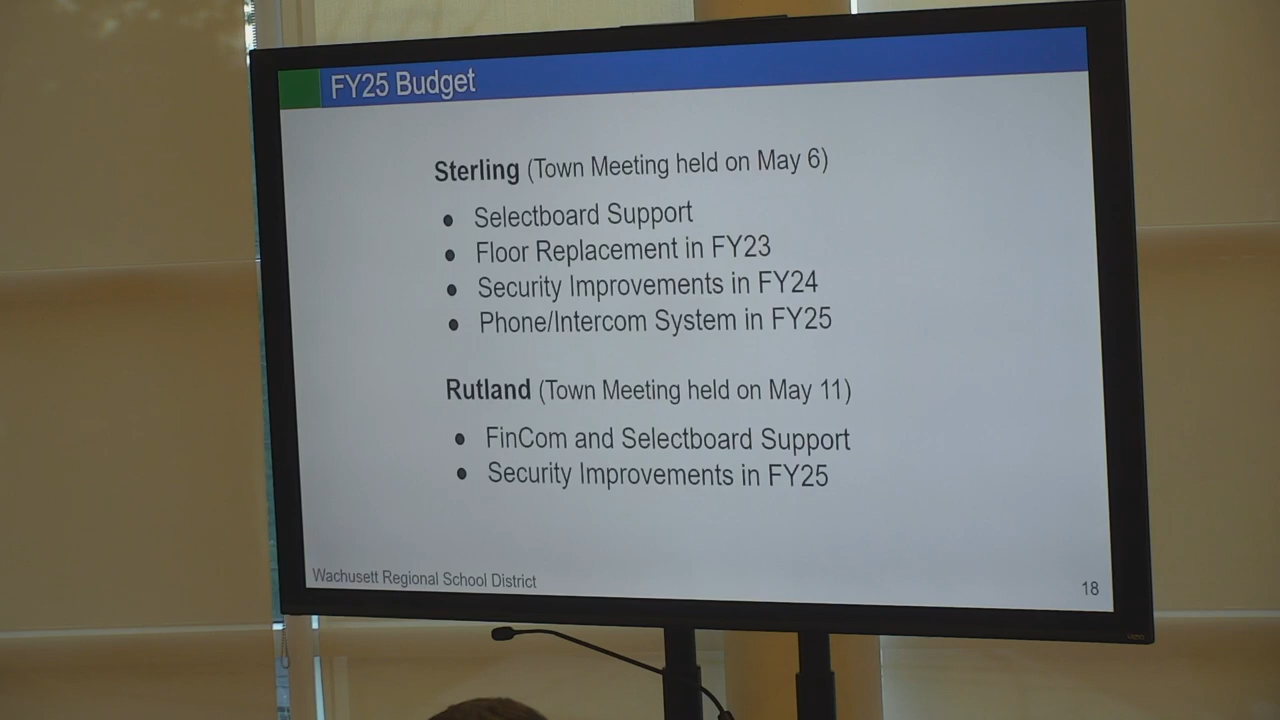 FY25 Budget
Sterling (Town Meeting held on May 6)
● Selectboard Support
● Floor Replacement in FY23
● Security Improvements in FY24
● Phone/Intercom System in FY25
Rutland (Town Meeting held on May 11)
● FinCom and Selectboard Support
● Security Improvements in FY25
Wachusett Regional School District
18